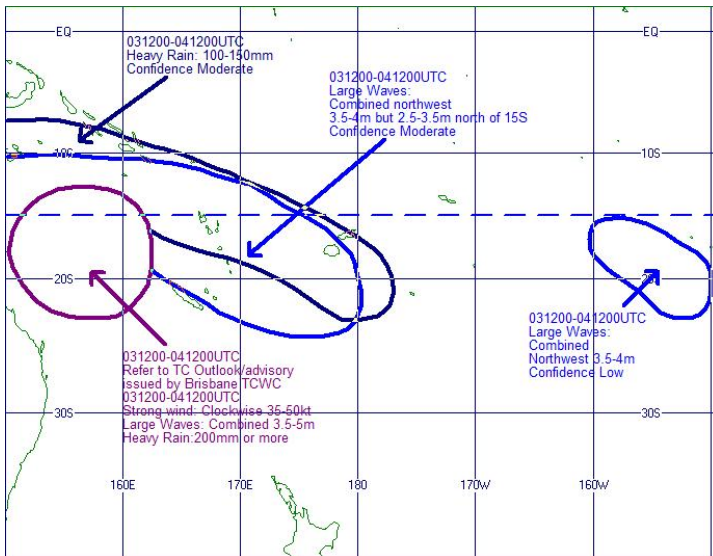 EQ
EQ
031200-041200UTC
Heavy Rain: 100-150mm
Confidence Moderate
031200-041200UTC
Large Waves:
Combined northwest
3.5-4m but 2.5-3.5m north of 15S
Confidence Moderate
10S
10S
20S
20S
031200-041200UTC
Large Waves:
Combined
Northwest 3.5-4m
Confidence Low
031200-041200UTC
Refer to TC Outlook/advisory
issued by Brisbane TCWC
031200-041200UTC
Strong wind: Clockwise 35-50kt
Large Waves: Combined 3.5-5m
Heavy Rain:200mm or more
30S
30S
160E
170E
180
170W
160W